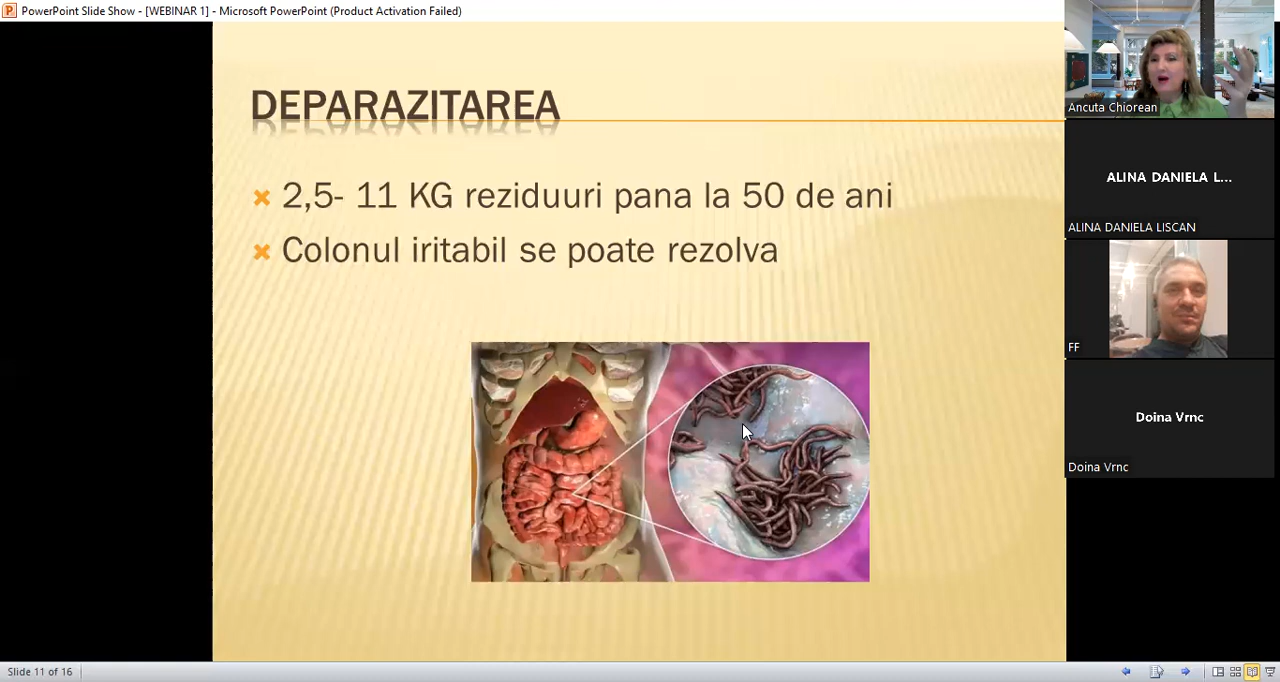 PowerPoint Slide Show - [WEBINAR 1] - Microsoft PowerPoint (Product Activation Failed)
DEPARAZITAREA
2,5- 11 KG reziduuri pana la 50 de ani
Colonul iritabil se poate rezolva
Ancuta Chiorean
ALINA DANIELA L...
ALINA DANIELA LISCAN
FF
Doina Vrnc
Doina Vrnc
Slide 11 of 16